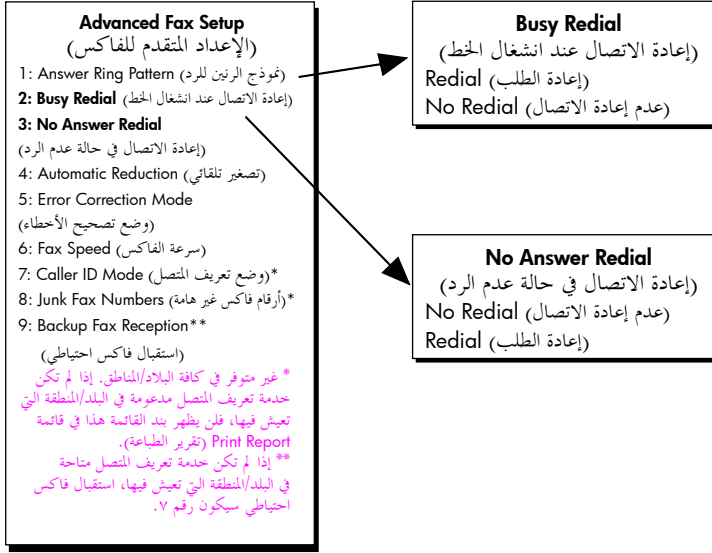 Advanced Fax Setup
(الإعداد المتقدم للفاكس)
1: Answer Ring Pattern (نموذج الرنين للرد)
2: Busy Redial (إعادة الاتصال عند انشغال الخط)
3: No Answer Redial
(إعادة الاتصال في حالة عدم الرد)
4: Automatic Reduction (تصغير تلقائي)
5: Error Correction Mode
(وضع تصحيح الأخطاء)
6: Fax Speed (سرعة الفاكس)
7: Caller ID Mode (وضع تعريف المتصل)*
8: Junk Fax Numbers (أرقام فاكس غير هامة)*
9: Backup Fax Reception**
(استقبال فاكس احتياطي)
* غير متوفر في كافة البلاد/المناطق. إذا لم تكن
خدمة تعريف المتصل مدعومة في البلد/المنطقة التي
تعيش فيها، فلن يظهر بند القائمة هذا في قائمة
Print Report (تقرير الطباعة).
** إذا لم تكن خدمة تعريف المتصل متاحة
في البلد/المنطقة التي تعيش فيها، استقبال فاكس
احتياطي سيكون رقم ٧.
Busy Redial
(إعادة الاتصال عند انشغال الخط)
Redial (إعادة الطلب)
No Redial (عدم إعادة الاتصال)
No Answer Redial
(إعادة الاتصال في حالة عدم الرد)
No Redial (عدم إعادة الاتصال)
Redial (إعادة الطلب)